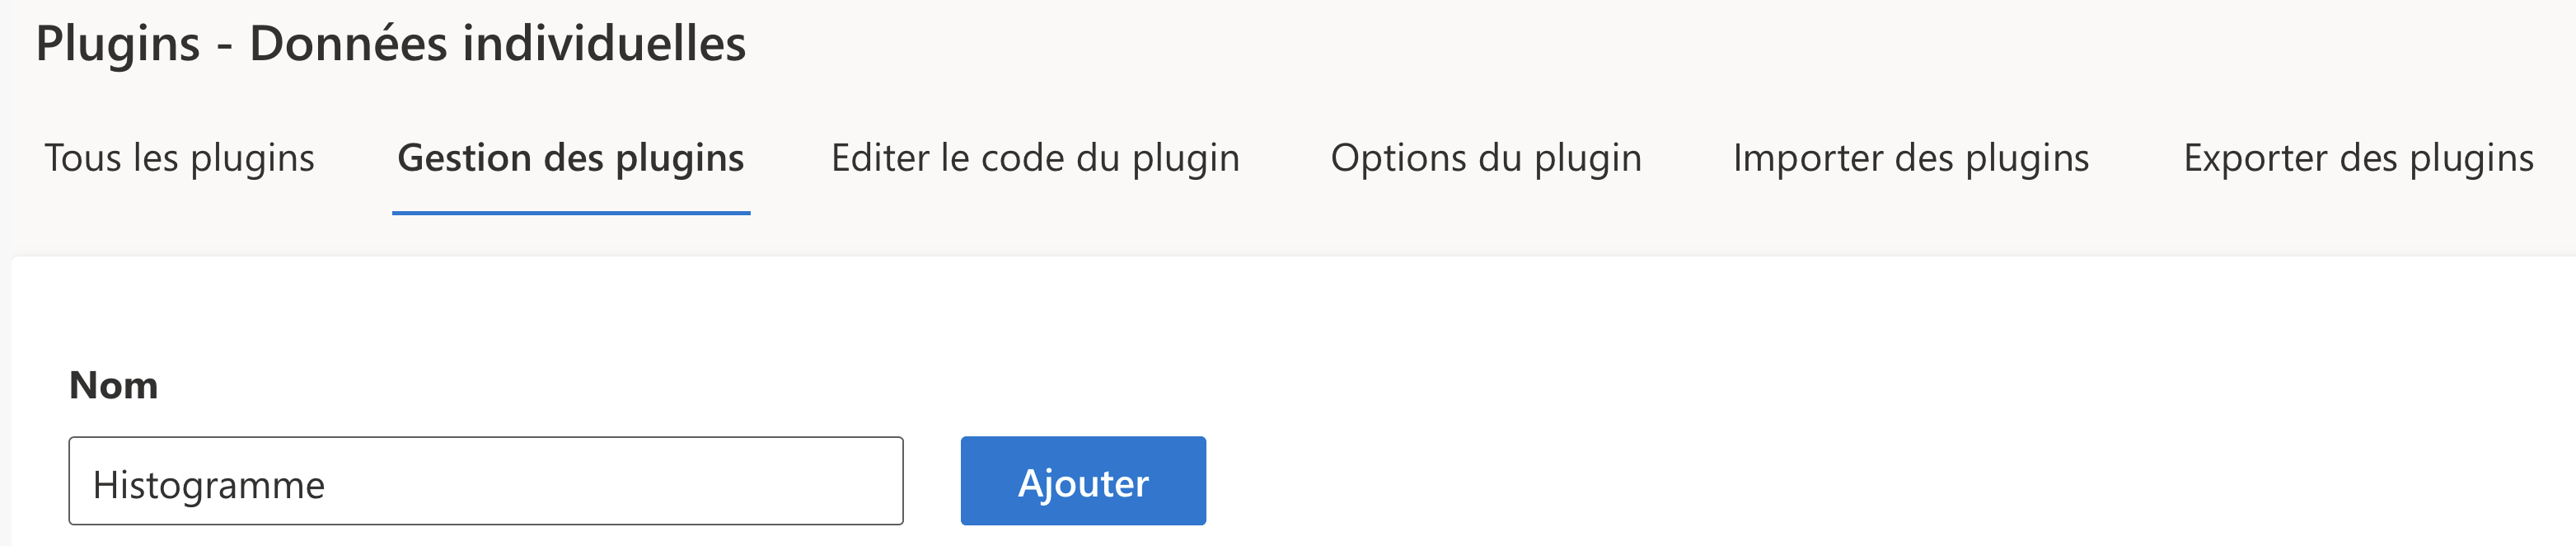 Plugins - Données individuelles
Tous les plugins Gestion des plugins Editer le code du plugin Options du plugin Importer des plugins Exporter des plugins
Nom
Histogramme Ajouter